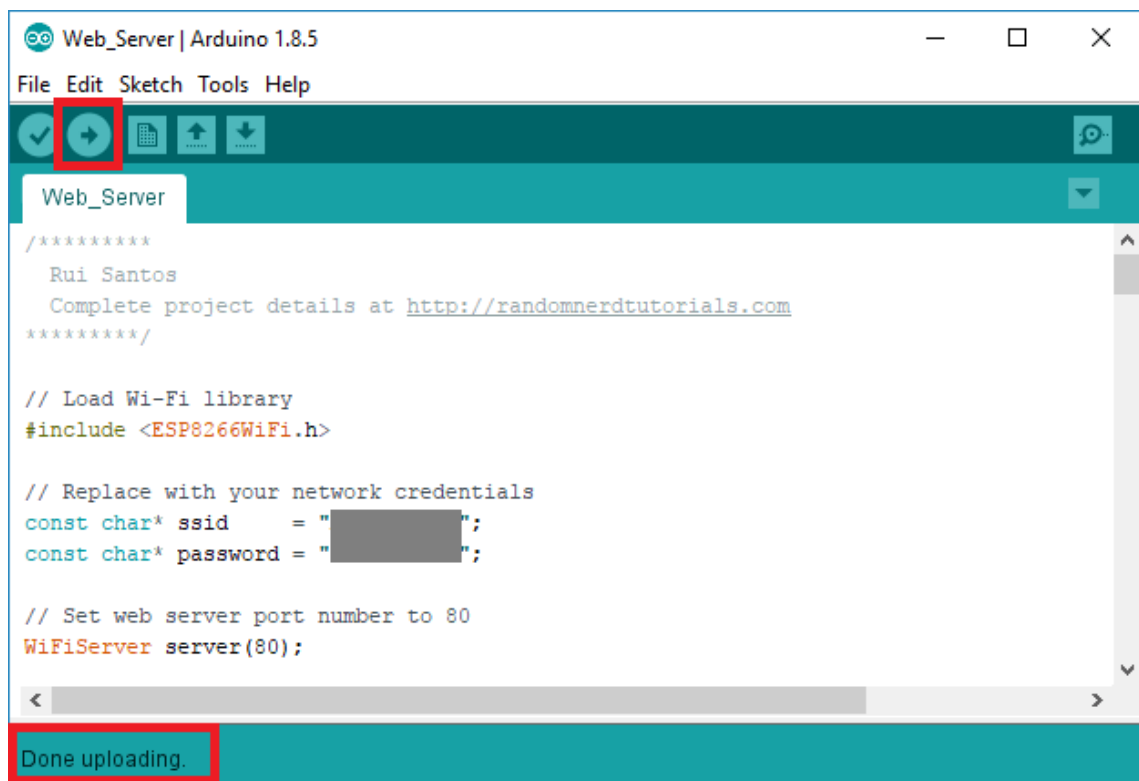 Web_Server | Arduino 1.8.5
File Edit Sketch Tools Help
Web_Server
/*********
Rui Santos
Complete project details at http://randomnerdtutorials.com
*********/
// Load Wi-Fi library
#include <ESP8266WiFi.h>
// Replace with your network credentials
const char* ssid     = "          ";
const char* password = "          ";
// Set web server port number to 80
WiFiServer server(80);
Done uploading.